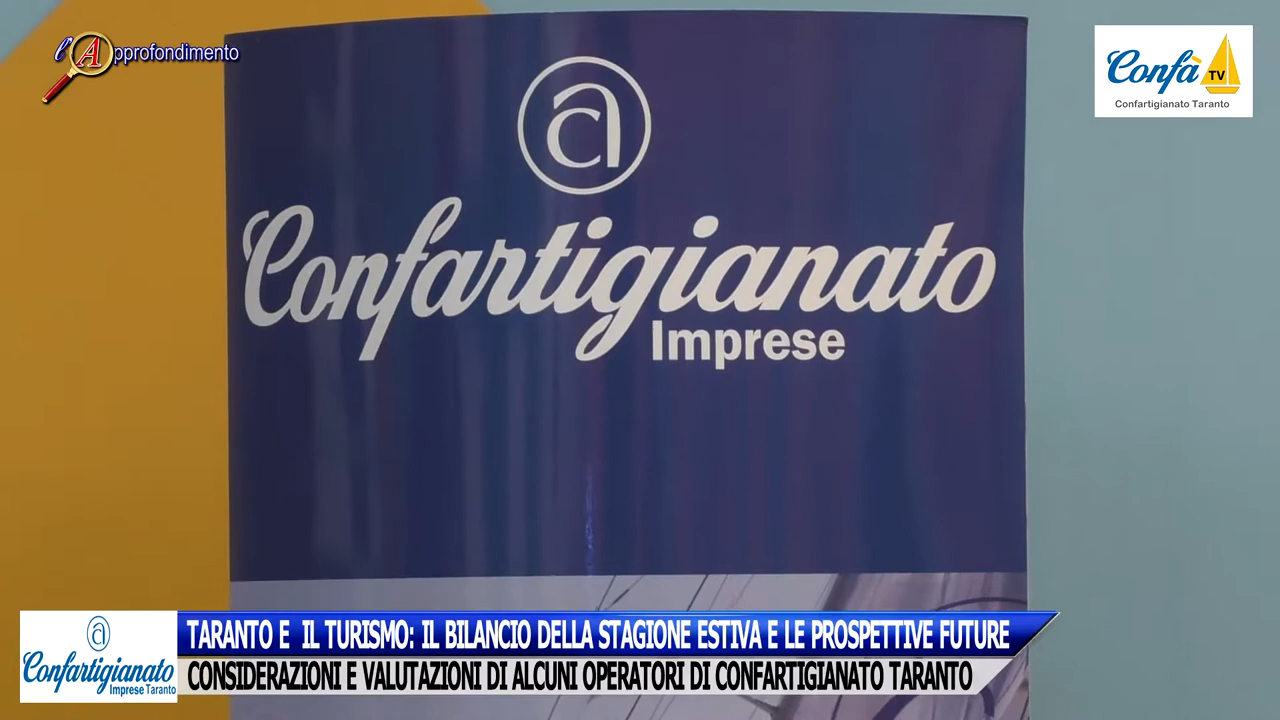 l'Approfondimento
Confà TV
Confartigianato Taranto
Confartigianato
Imprese
TARANTO E IL TURISMO: IL BILANCIO DELLA STAGIONE ESTIVA E LE PROSPETTIVE FUTURE
CONSIDERAZIONI E VALUTAZIONI DI ALCUNI OPERATORI DI CONFARTIGIANATO TARANTO
Confartigianato
Imprese Taranto